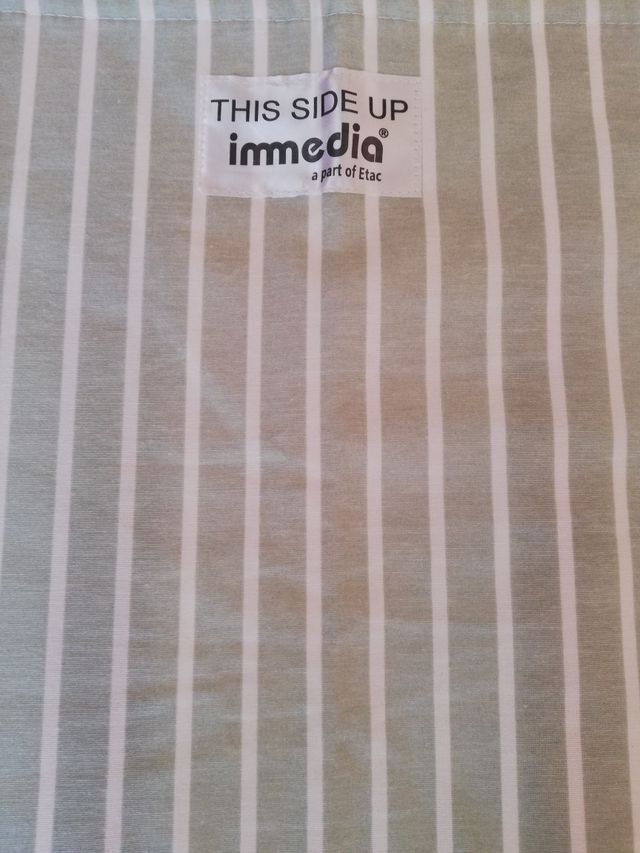 THIS SIDE UP
immedia®
a part of Etac